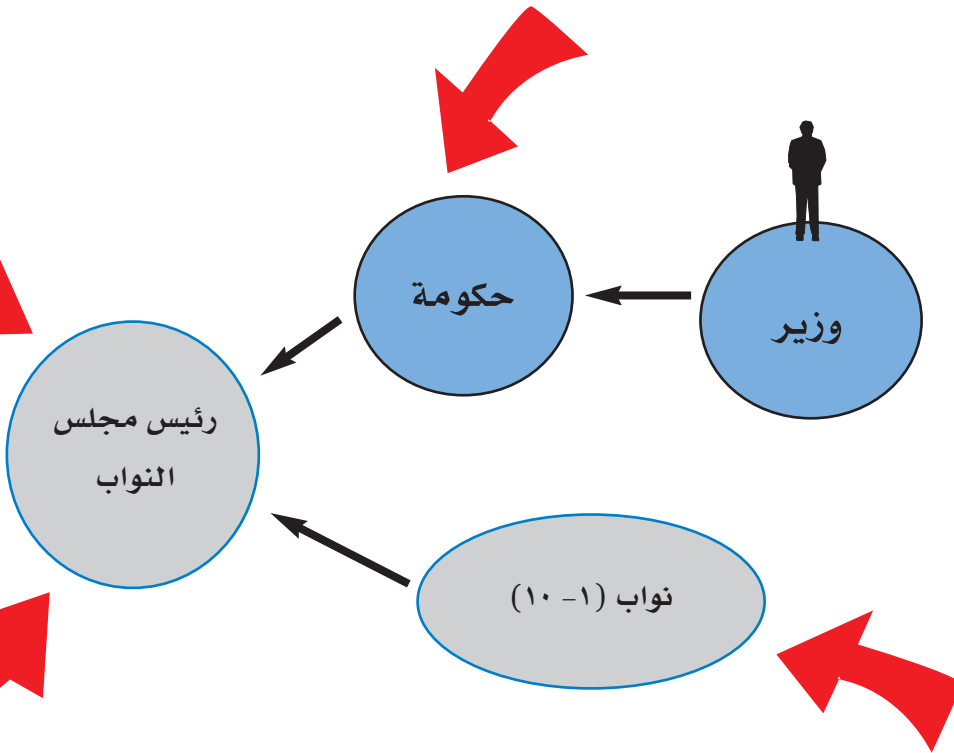 وزير
حكومة
رئيس مجلس
النواب
نواب (١- ١٠)